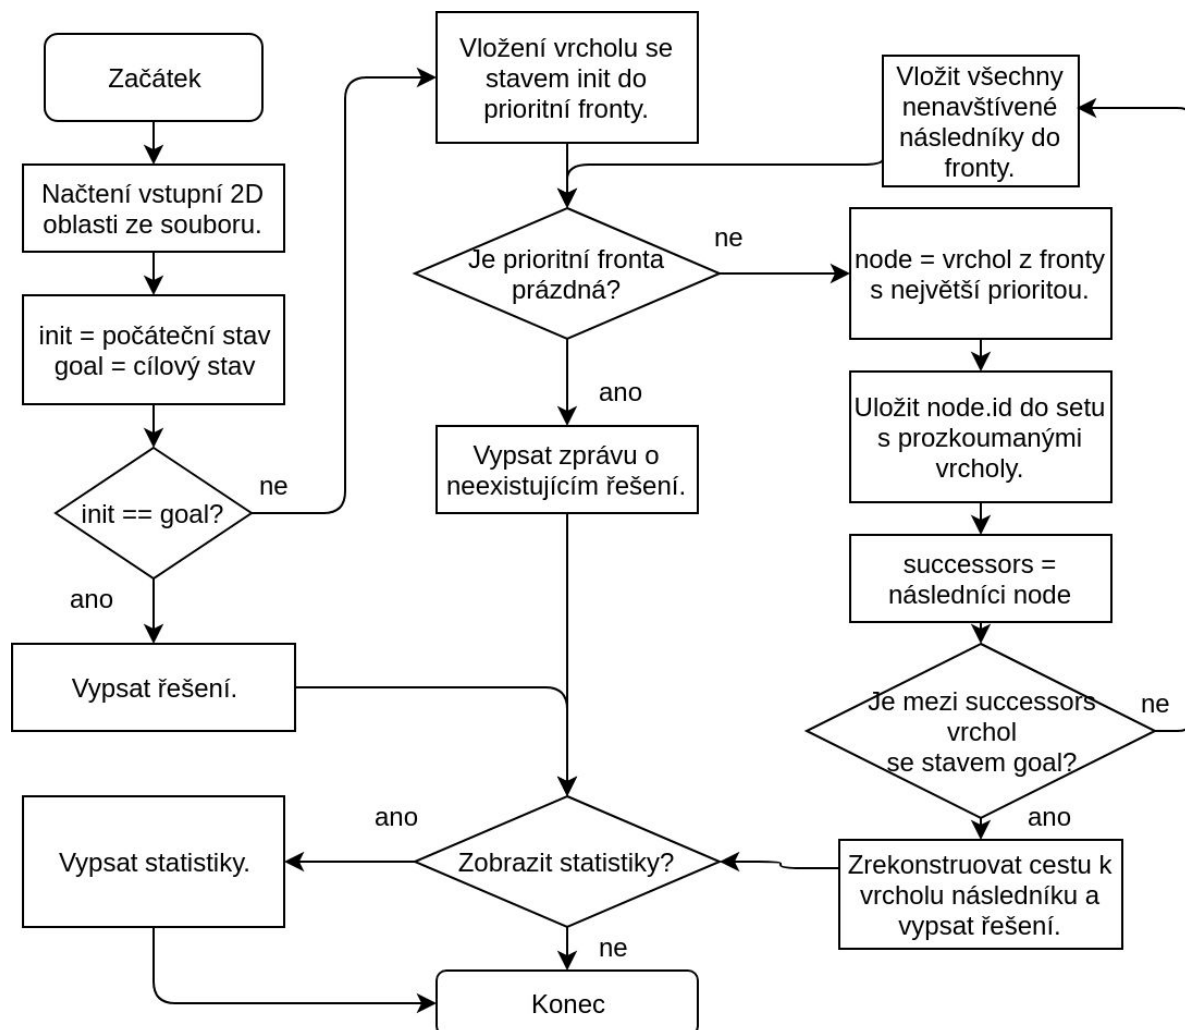 Začátek
Načtení vstupní 2D
oblasti ze souboru.
init = počáteční stav
goal = cílový stav
init == goal?
ne
ano
Vypsat řešení.
Vložení vrcholu se
stavem init do
prioritní fronty.
Je prioritní fronta
prázdná?
ne
ano
Vypsat zprávu o
neexistujícím řešení.
Vložit všechny
nenavštívené
následníky do
fronty.
node = vrchol z fronty
s největší prioritou.
Uložit node.id do setu
s prozkoumanými
vrcholy.
successors =
následníci node
Je mezi successors
vrchol
se stavem goal?
ne
ano
Zrekonstruovat cestu k
vrcholu následníku a
vypsat řešení.
Zobrazit statistiky?
ano
ne
Vypsat statistiky.
Konec